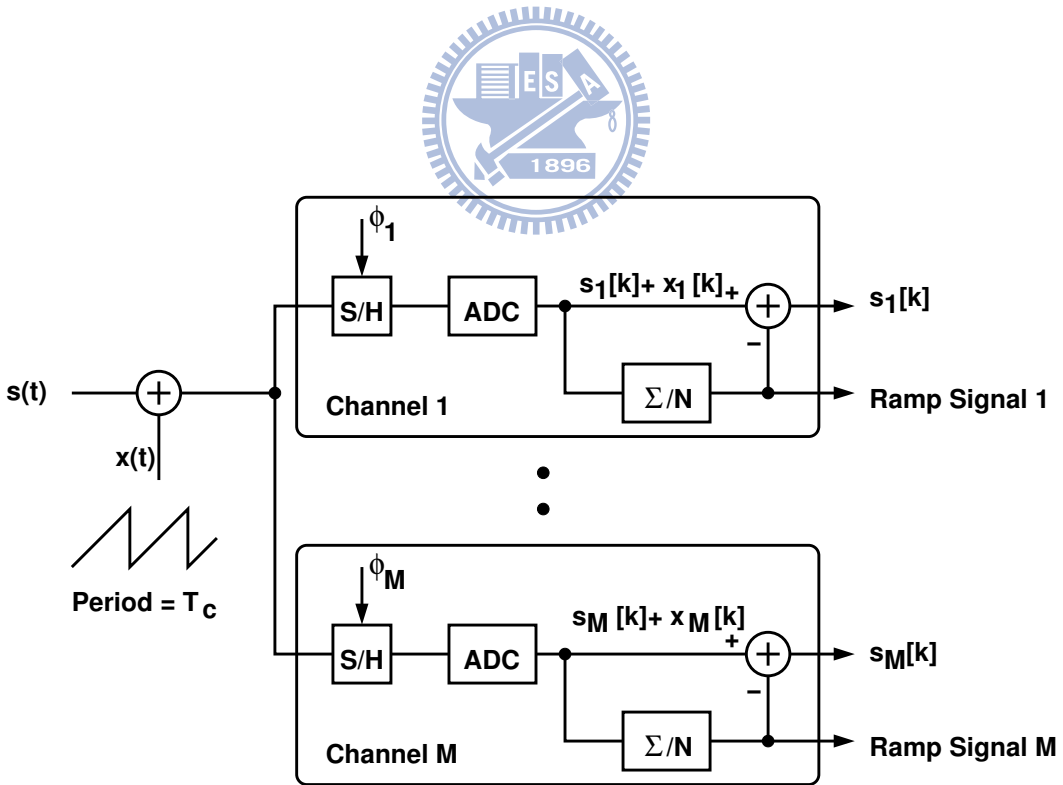 E S A
1896
ϕ1
S/H
ADC
s1[k]+ x1[k]
+
+
−
s1[k]
Σ/N
Ramp Signal 1
Channel 1
s(t)
+
x(t)
Period = Tc
ϕM
S/H
ADC
sM[k]+ xM[k]
+
+
−
sM[k]
Σ/N
Ramp Signal M
Channel M